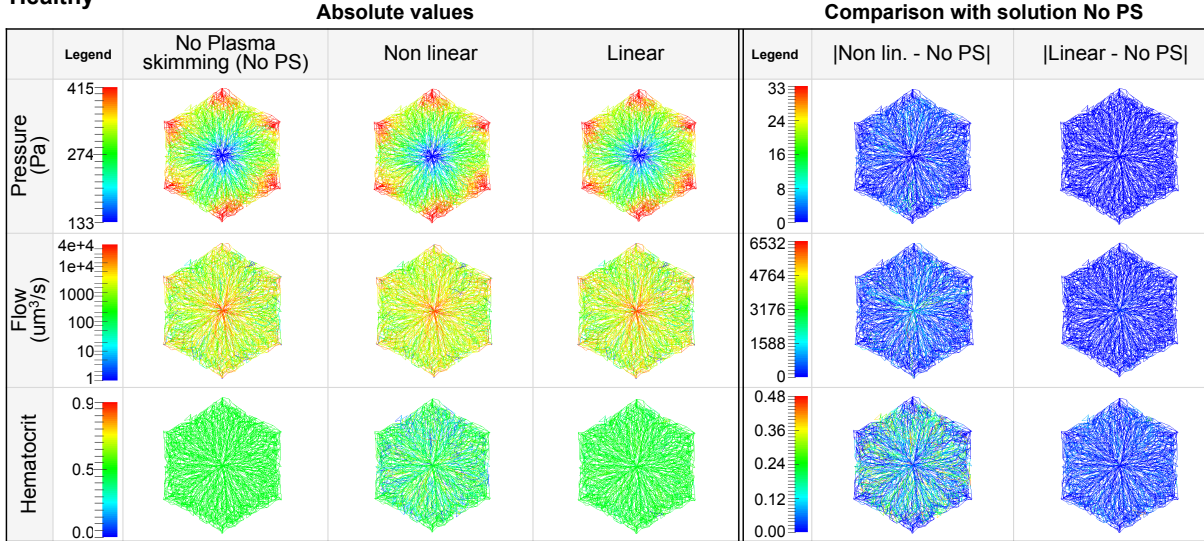 Healthy
Absolute values
Comparison with solution No PS
Legend
No Plasma
skimming (No PS)
Non linear
Linear
Legend
|Non lin. - No PS|
|Linear - No PS|
Pressure
(Pa)
415
274
133
33
24
16
8
0
Flow
(um³/s)
4e+4
1e+4
1000
100
10
1
6532
4764
3176
1588
0
Hematocrit
0.9
0.5
0.0
0.48
0.36
0.24
0.12
0.00